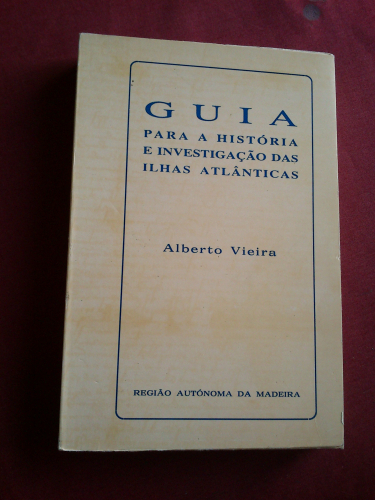 GUIA
PARA A HISTÓRIA
E INVESTIGAÇÃO DAS
ILHAS ATLÂNTICAS
Alberto Vieira
REGIÃO AUTÓNOMA DA MADEIRA